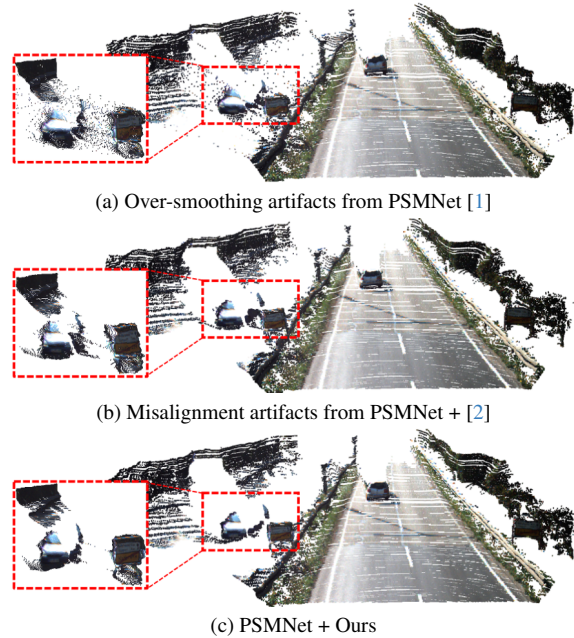 (a) Over-smoothing artifacts from PSMNet [1]
(b) Misalignment artifacts from PSMNet + [2]
(c) PSMNet + Ours